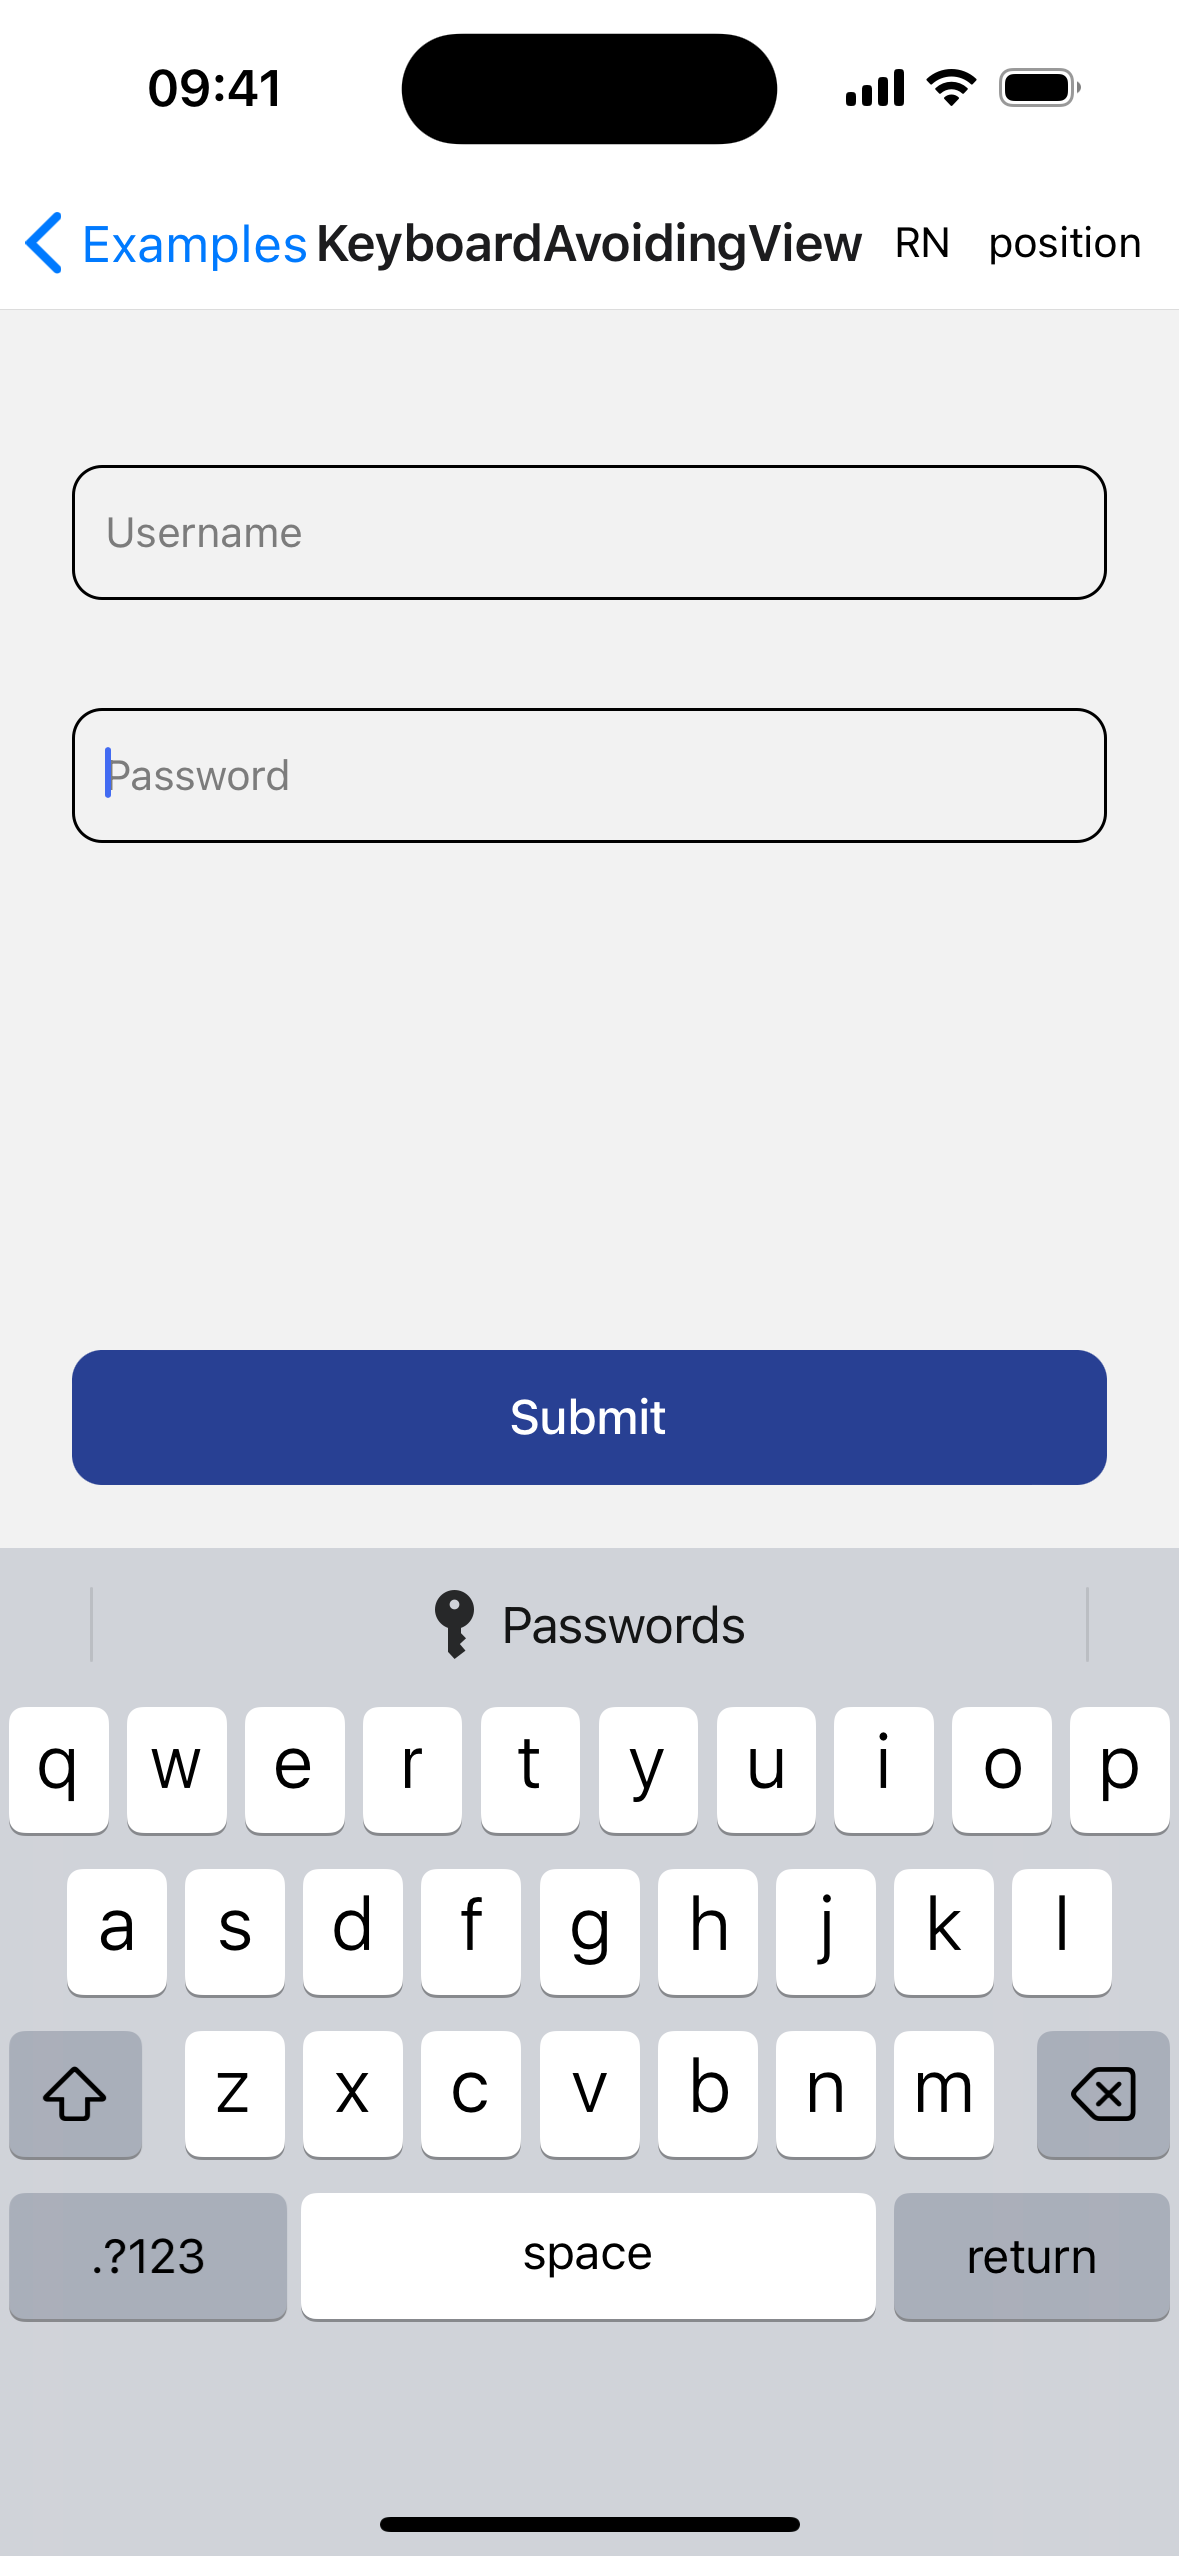 09:41
Examples KeyboardAvoidingView RN position
Username
Password
Submit
Passwords
q w e r t y u i o p
a s d f g h j k l
z x c v b n m
.?123 space return